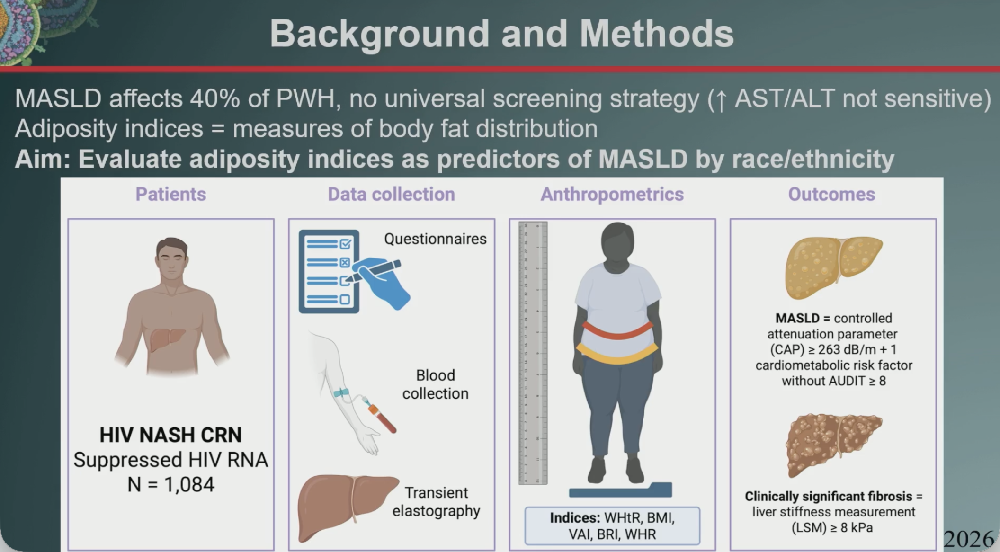 Background and Methods
MASLD affects 40% of PWH, no universal screening strategy (↑ AST/ALT not sensitive)
Adiposity indices = measures of body fat distribution
Aim: Evaluate adiposity indices as predictors of MASLD by race/ethnicity
Patients
HIV NASH CRN
Suppressed HIV RNA
N = 1,084
Data collection
Questionnaires
Blood
collection
Transient
elastography
Anthropometrics
Indices: WHtR, BMI,
VAI, BRI, WHR
Outcomes
MASLD = controlled
attenuation parameter
(CAP) ≥ 263 dB/m + 1
cardiometabolic risk factor
without AUDIT ≥ 8
Clinically significant fibrosis =
liver stiffness measurement
(LSM) ≥ 8 kPa
2026